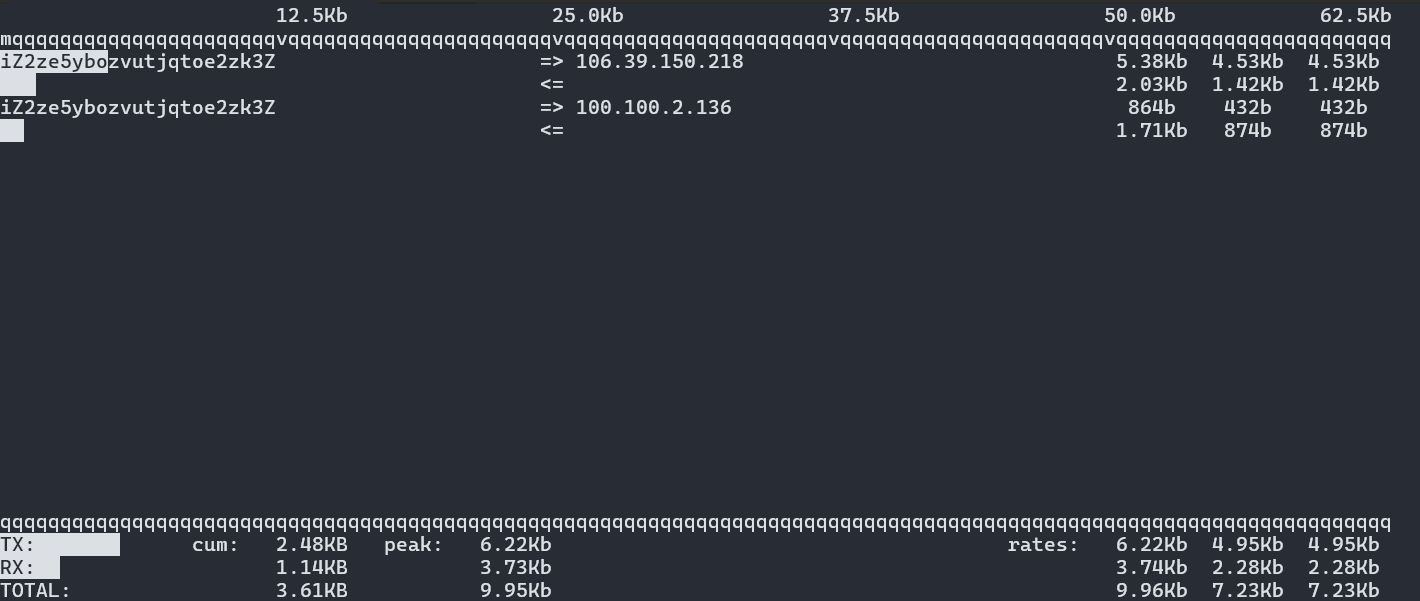 12.5Kb 25.0Kb 37.5Kb 50.0Kb 62.5Kb
mqqqqqqqqqqqqqqqqqqqqqqvqqqqqqqqqqqqqqqqqqqqqqvqqqqqqqqqqqqqqqqqqqqqqvqqqqqqqqqqqqqqqqqqqqqqvqqqqqqqqqqqqqqqqqqqqqqq
iZ2ze5ybozvutjqtoe2zk3Z => 106.39.150.218 5.38Kb 4.53Kb 4.53Kb
<= 2.03Kb 1.42Kb 1.42Kb
iZ2ze5ybozvutjqtoe2zk3Z => 100.100.2.136 864b 432b 432b
<= 1.71Kb 874b 874b
qqqqqqqqqqqqqqqqqqqqqqqqqqqqqqqqqqqqqqqqqqqqqqqqqqqqqqqqqqqqqqqqqqqqqqqqqqqqqqqqqqqqqqqqqqqqqqqqqqqqqqqqqqqqqqqqqqqq
TX: cum: 2.48KB peak: 6.22Kb rates: 6.22Kb 4.95Kb 4.95Kb
RX: 1.14KB 3.73Kb 3.74Kb 2.28Kb 2.28Kb
TOTAL: 3.61KB 9.95Kb 9.96Kb 7.23Kb 7.23Kb